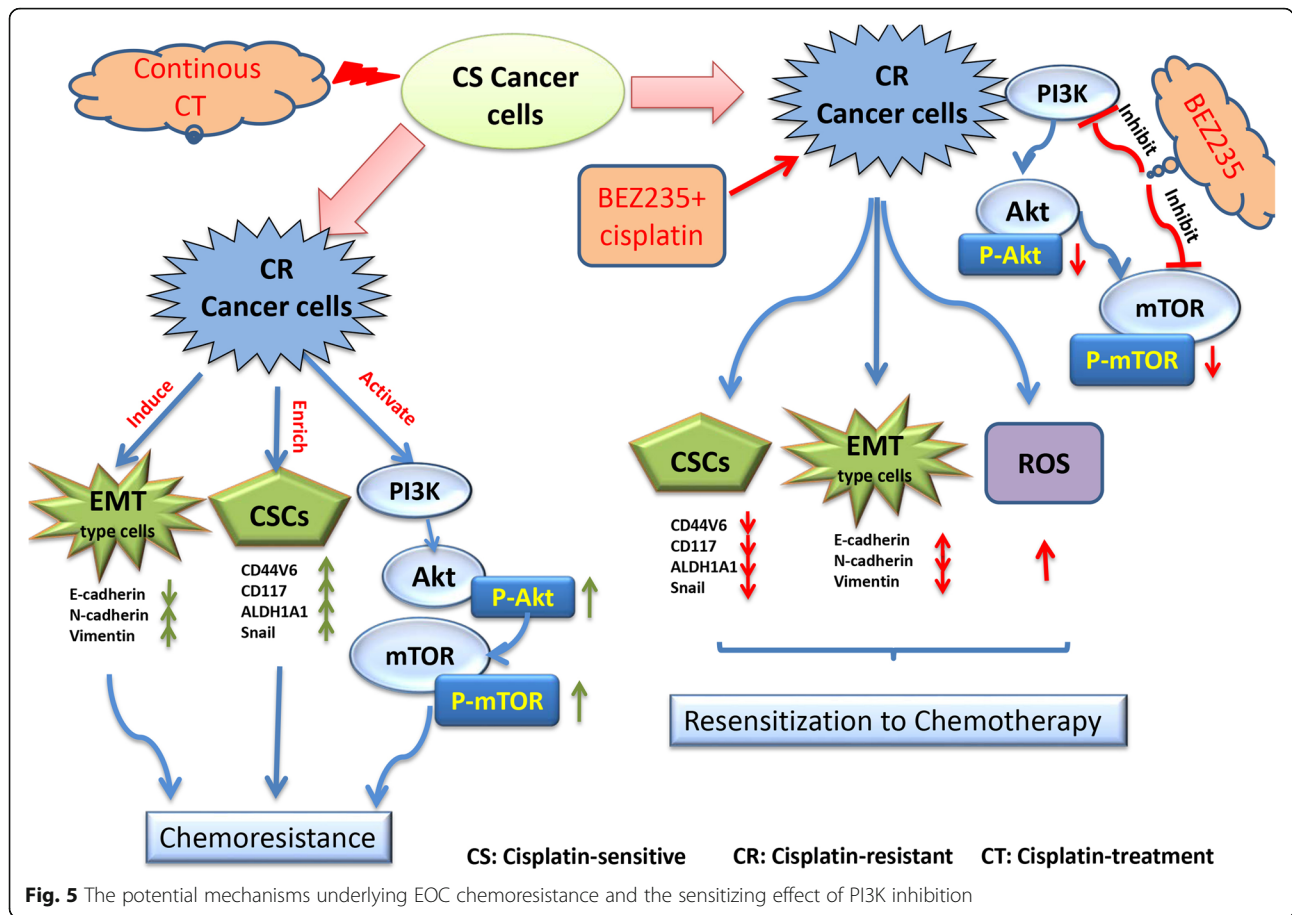 Continous
CT
CS Cancer
cells
CR
Cancer cells
PI3K
Inhibit
BEZ235
Inhibit
BEZ235+
cisplatin
Akt
P-Akt
mTOR
P-mTOR
CR
Cancer cells
Induce
Enrich
Activate
EMT
type cells
CSCs
PI3K
E-cadherin
N-cadherin
Vimentin
CD44V6
CD117
ALDH1A1
Snail
Akt
P-Akt
mTOR
P-mTOR
CSCs
EMT
type cells
ROS
CD44V6
CD117
ALDH1A1
Snail
E-cadherin
N-cadherin
Vimentin
Resensitization to Chemotherapy
Chemoresistance
CS: Cisplatin-sensitive CR: Cisplatin-resistant CT: Cisplatin-treatment
Fig. 5 The potential mechanisms underlying EOC chemoresistance and the sensitizing effect of PI3K inhibition